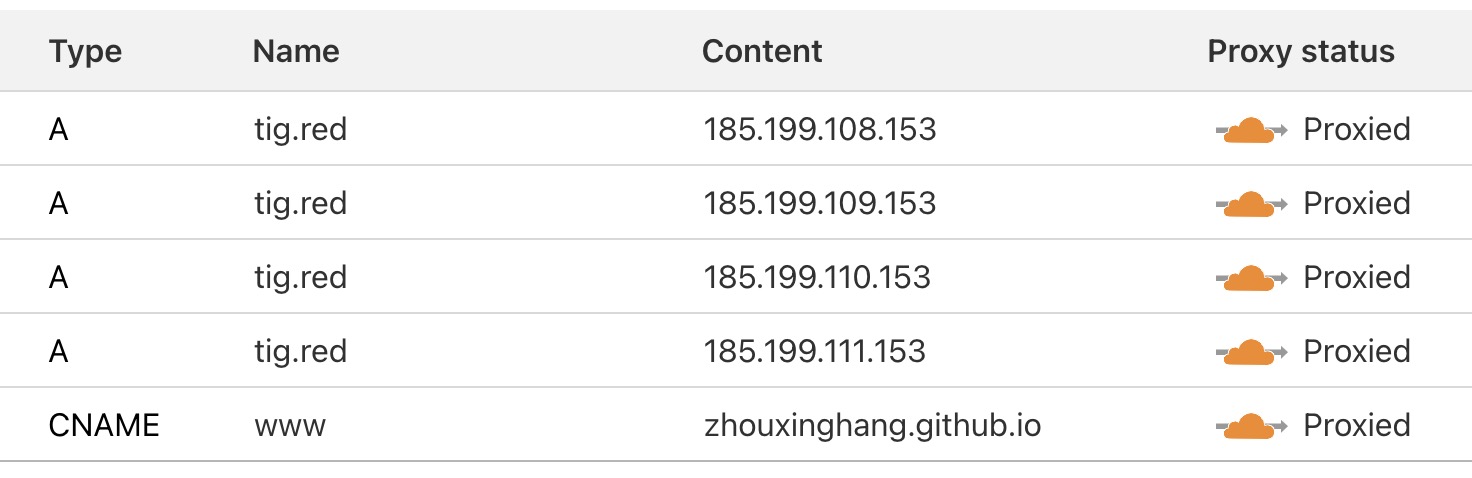 Type Name Content Proxy status
A tig.red 185.199.108.153 Proxied
A tig.red 185.199.109.153 Proxied
A tig.red 185.199.110.153 Proxied
A tig.red 185.199.111.153 Proxied
CNAME www zhouxinghang.github.io Proxied